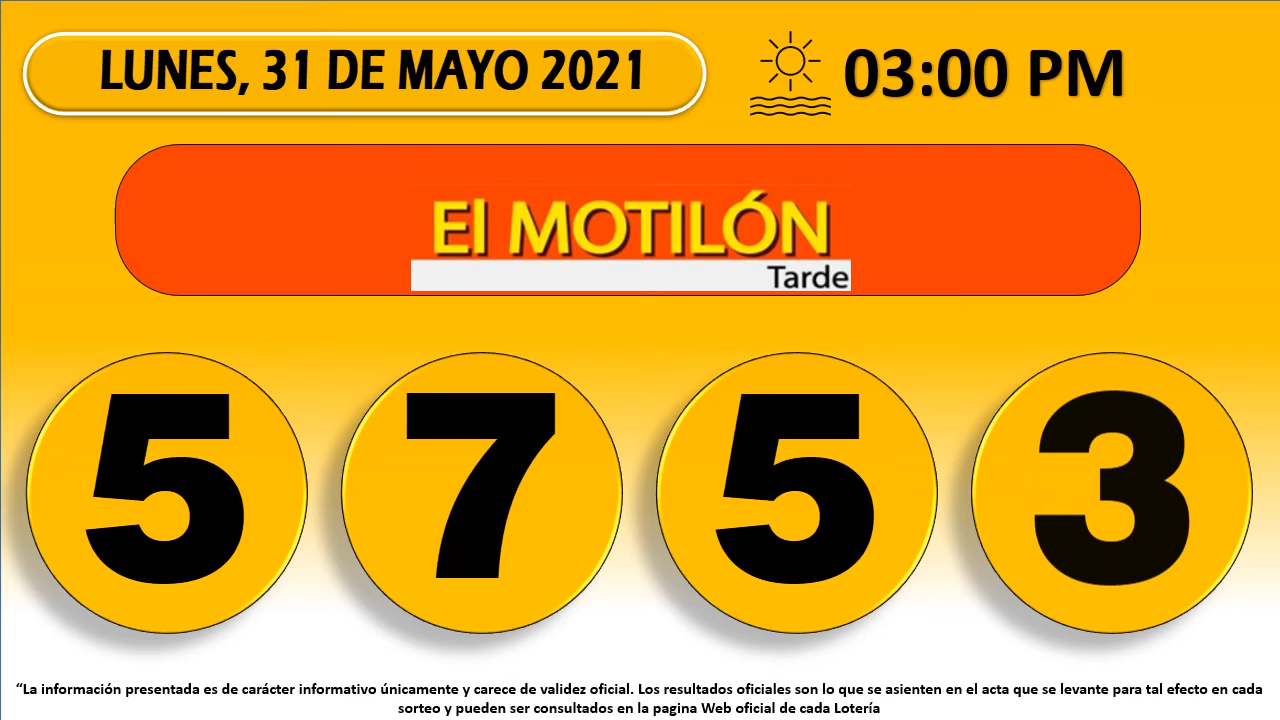 LUNES, 31 DE MAYO 2021
03:00 PM
El MOTILÓN
Tarde
5 7 5 3
“La información presentada es de carácter informativo únicamente y carece de validez oficial. Los resultados oficiales son lo que se asienten en el acta que se levante para tal efecto en cada
sorteo y pueden ser consultados en la pagina Web oficial de cada Lotería